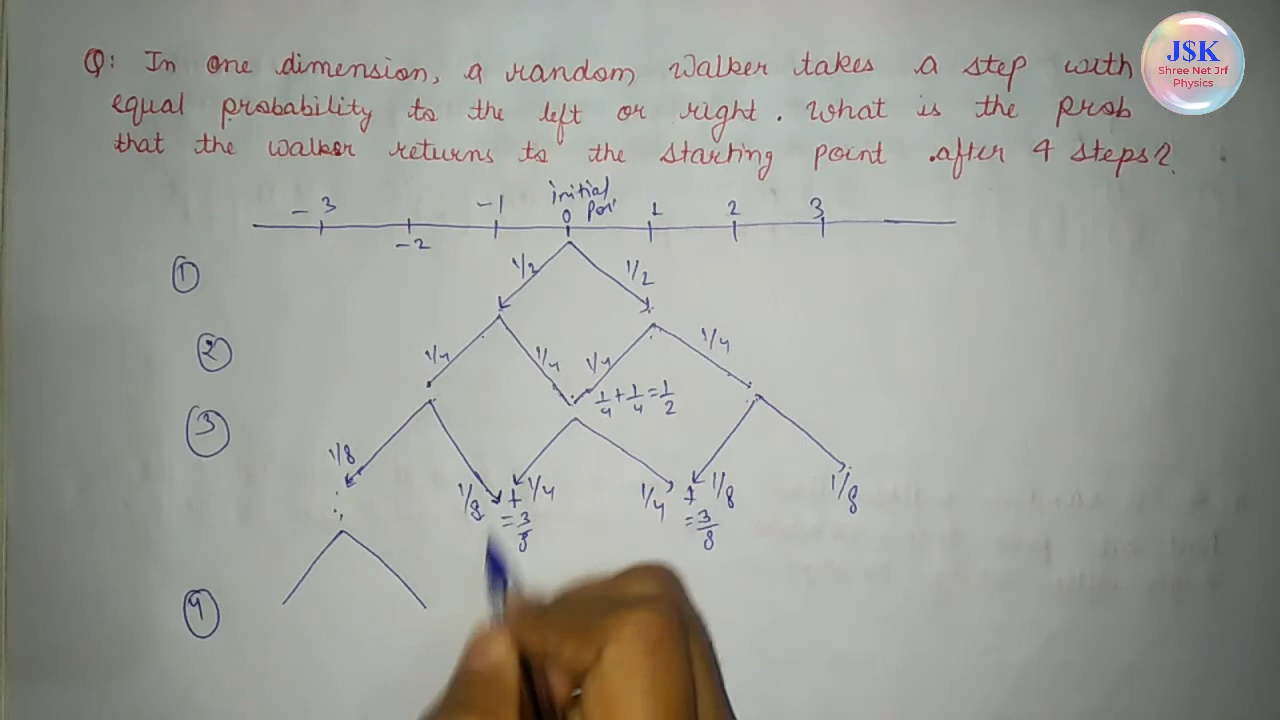 J$K
Shree Net Jrf
Physics
Q: In one dimension, a random walker takes a step with
equal probability to the left or right. What is the prob
that the walker returns to the starting point after 4 steps?
initial
-3 -1 0 1 2 3
-2
1
1/2 1/2
2
1/4 1/4 1/4 1/4
1/4 + 1/4 = 1/2
3
1/8
1/8 + 1/4 1/4 + 1/8 1/8
= 3/8 = 3/8
4